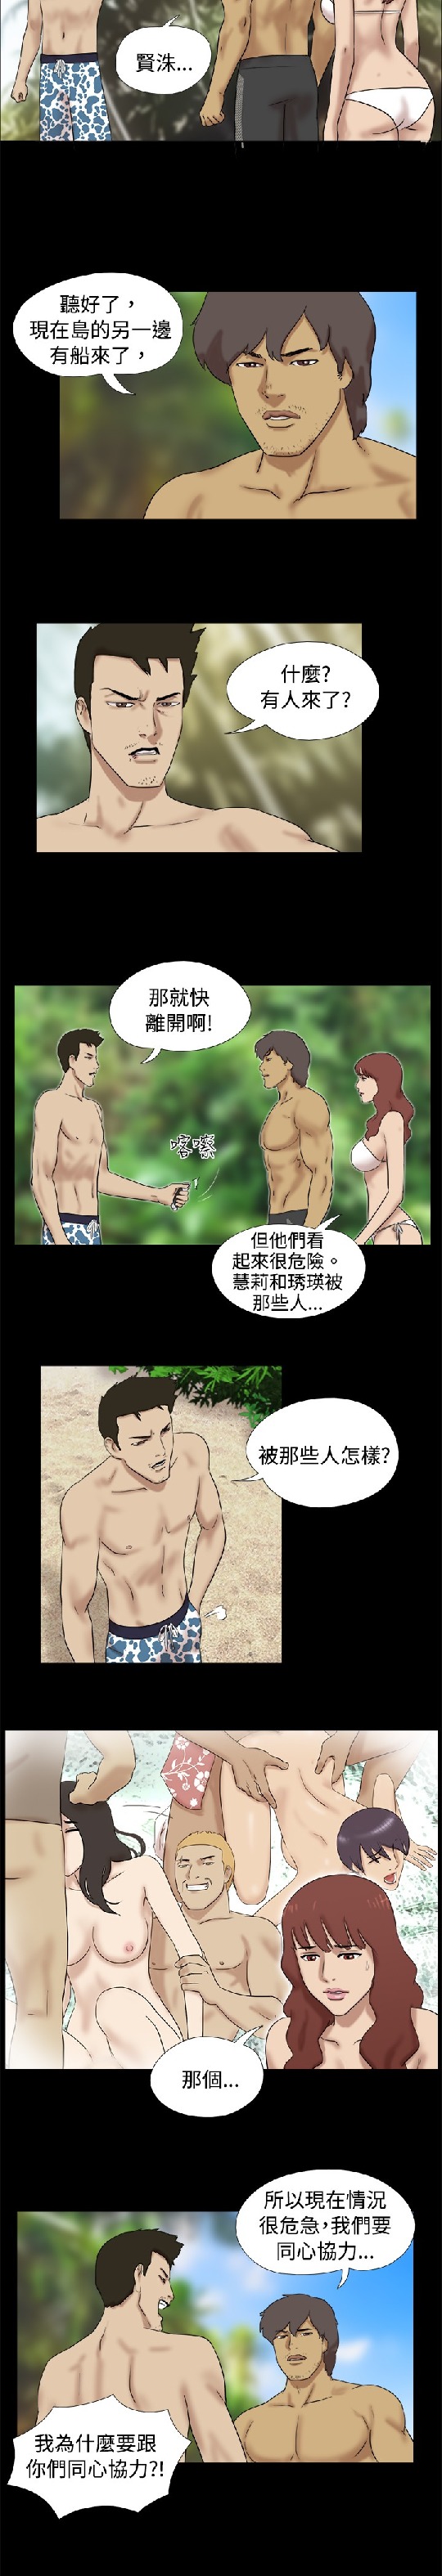 賢洙...
聽好了，
現在島的另一邊
有船來了，
什麼?
有人來了?
那就快
離開啊!
喀嚓
但他們看
起來很危險。
慧莉和琇瑛被
那些人...
被那些人怎樣?
那個...
所以現在情況
很危急，我們要
同心協力...
我為什麼要跟
你們同心協力?!